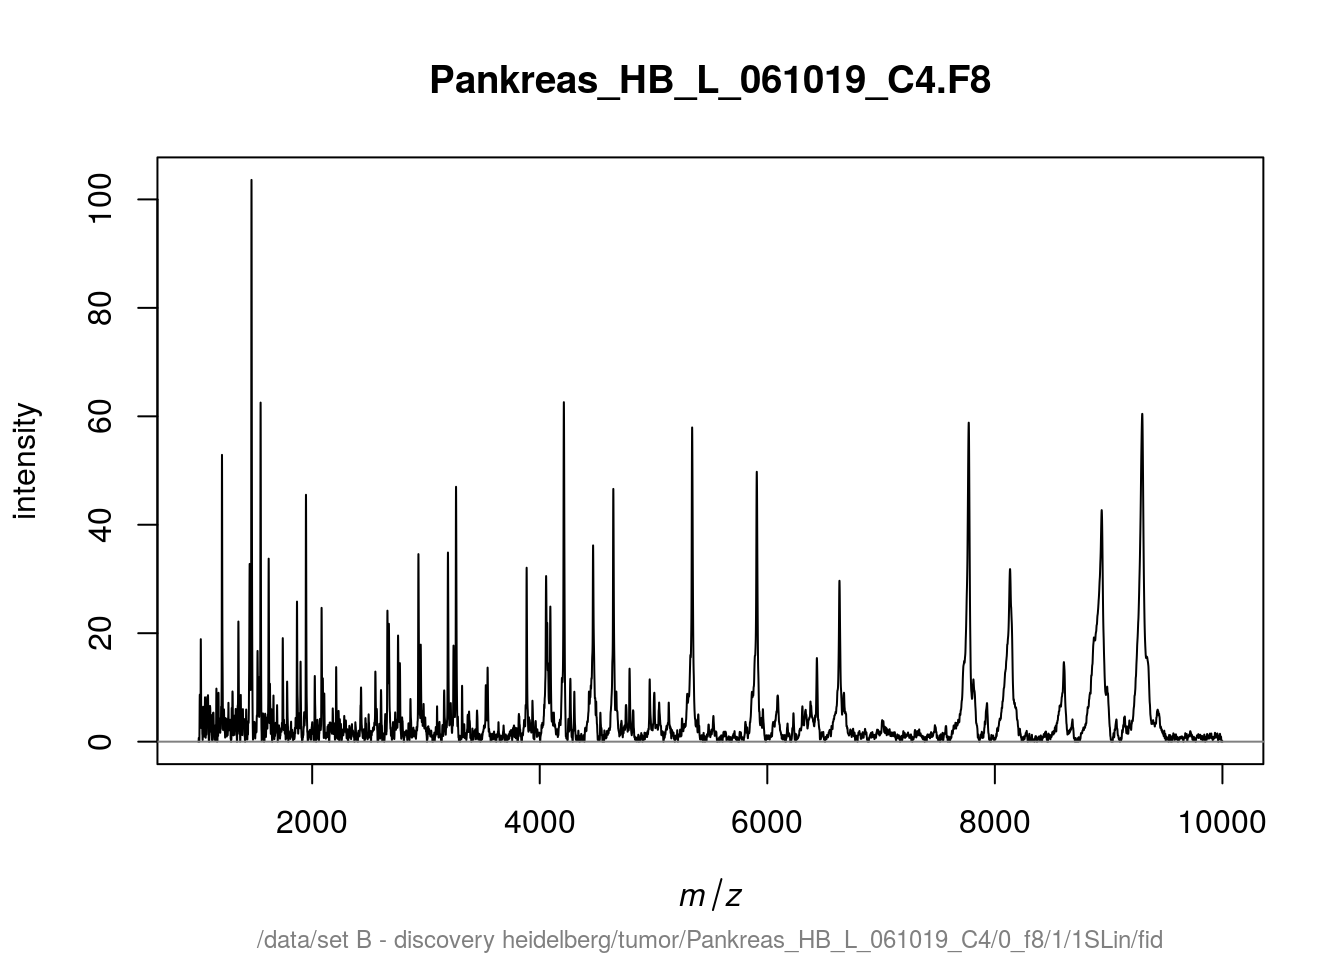 Pankreas_HB_L_061019_C4.F8
100
80
60
40
20
0
intensity
2000 4000 6000 8000 10000
m/z
/data/set B - discovery heidelberg/tumor/Pankreas_HB_L_061019_C4/0_f8/1/1SLin/fid